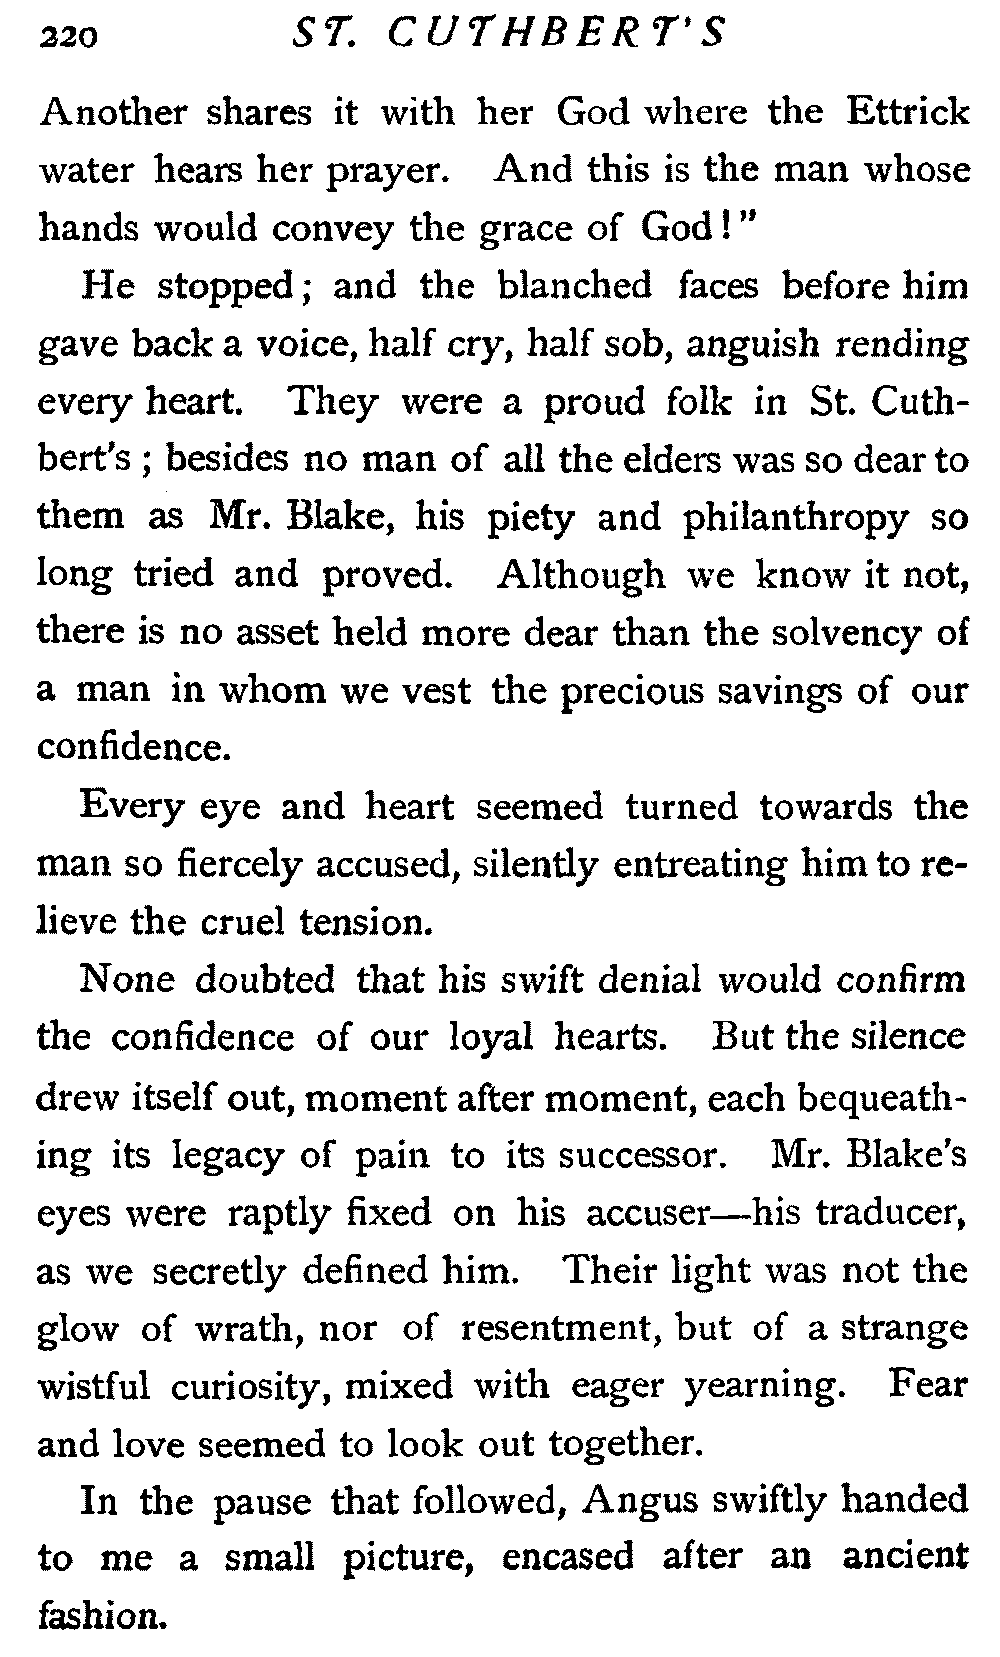 220 ST. CUTHBERT'S
Another shares it with her God where the Ettrick
water hears her prayer. And this is the man whose
hands would convey the grace of God!"
He stopped; and the blanched faces before him
gave back a voice, half cry, half sob, anguish rending
every heart. They were a proud folk in St. Cuth-
bert's; besides no man of all the elders was so dear to
them as Mr. Blake, his piety and philanthropy so
long tried and proved. Although we know it not,
there is no asset held more dear than the solvency of
a man in whom we vest the precious savings of our
confidence.
Every eye and heart seemed turned towards the
man so fiercely accused, silently entreating him to re-
lieve the cruel tension.
None doubted that his swift denial would confirm
the confidence of our loyal hearts. But the silence
drew itself out, moment after moment, each bequeath-
ing its legacy of pain to its successor. Mr. Blake's
eyes were raptly fixed on his accuser—his traducer,
as we secretly defined him. Their light was not the
glow of wrath, nor of resentment, but of a strange
wistful curiosity, mixed with eager yearning. Fear
and love seemed to look out together.
In the pause that followed, Angus swiftly handed
to me a small picture, encased after an ancient
fashion.